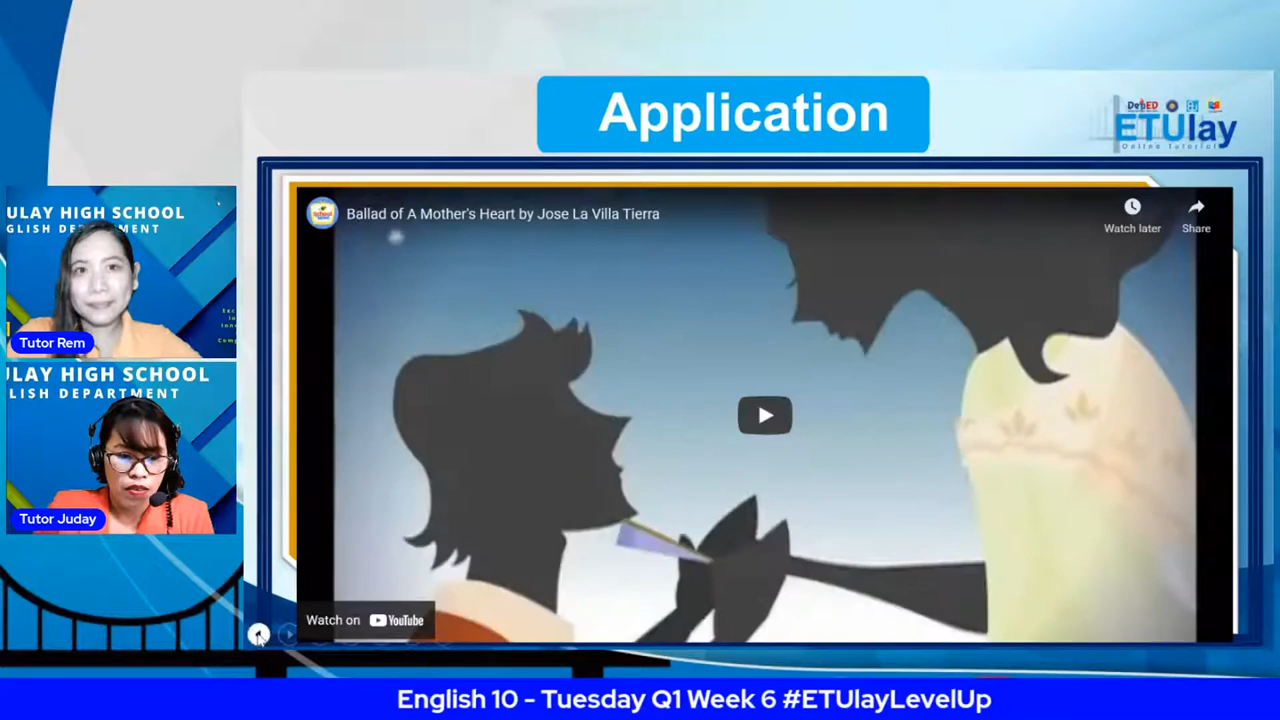 Application
DepED
ETUlay
Online Tutorial
ULAY HIGH SCHOOL
GLISH DEPARTMENT
Tutor Rem
ULAY HIGH SCHOOL
LISH DEPARTMENT
Tutor Juday
Ballad of A Mother's Heart by Jose La Villa Tierra
Watch later
Share
Watch on YouTube
English 10 - Tuesday Q1 Week 6 #ETUlayLevelUp